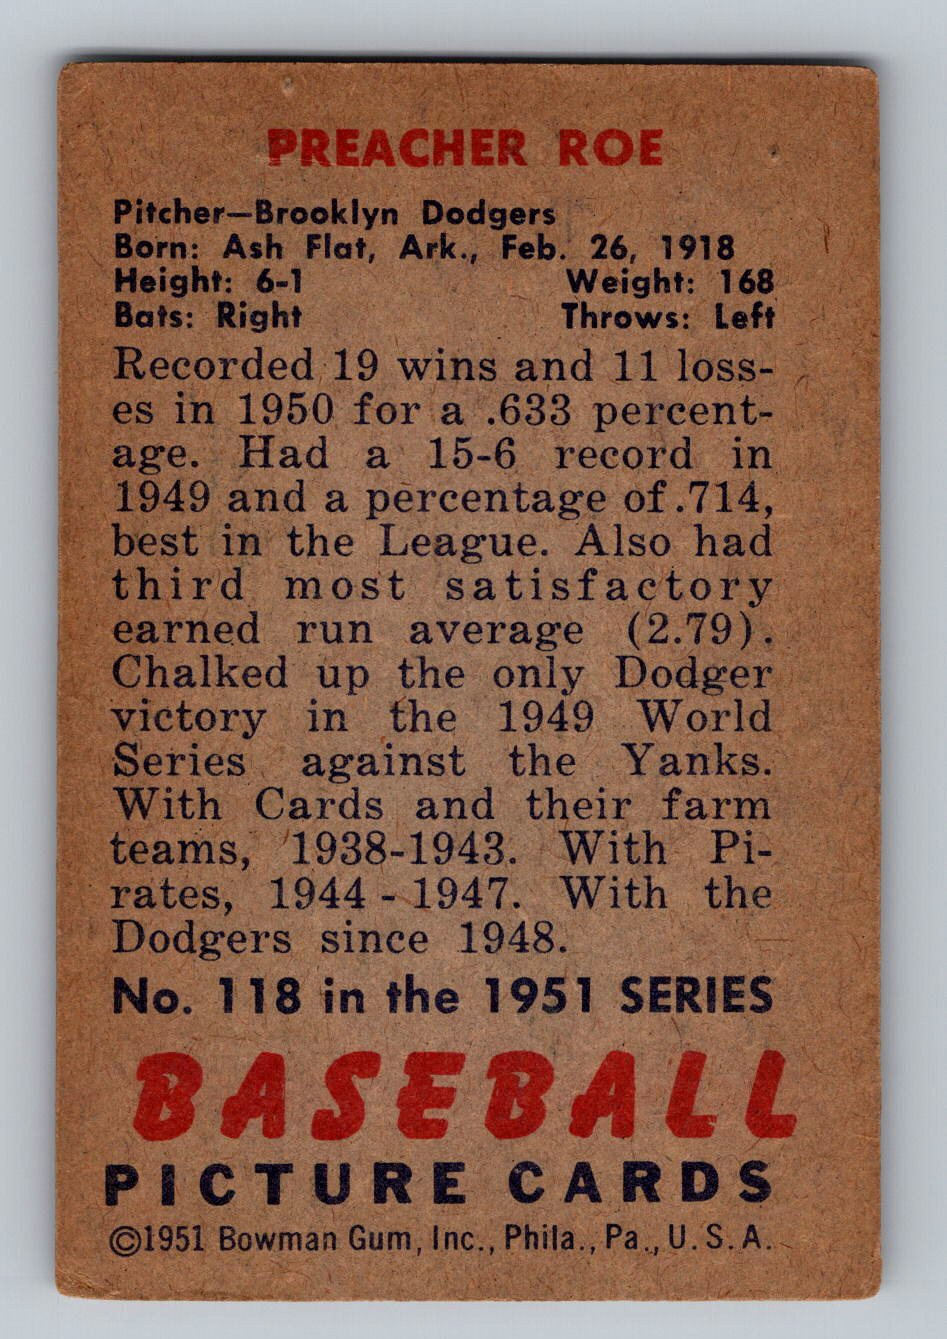 PREACHER ROE
Pitcher—Brooklyn Dodgers
Born: Ash Flat, Ark., Feb. 26, 1918
Height: 6-1 Weight: 168
Bats: Right Throws: Left
Recorded 19 wins and 11 loss-
es in 1950 for a .633 percent-
age. Had a 15-6 record in
1949 and a percentage of .714,
best in the League. Also had
third most satisfactory
earned run average (2.79).
Chalked up the only Dodger
victory in the 1949 World
Series against the Yanks.
With Cards and their farm
teams, 1938-1943. With Pi-
rates, 1944 - 1947. With the
Dodgers since 1948.
No. 118 in the 1951 SERIES
BASEBALL
PICTURE CARDS
©1951 Bowman Gum, Inc., Phila., Pa., U.S.A.